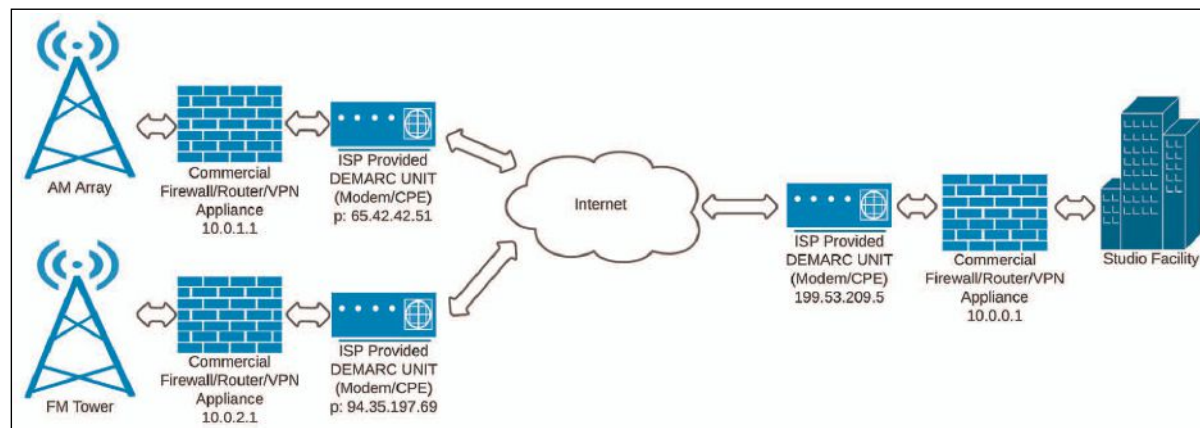 AM Array
Commercial
Firewall/Router/VPN
Appliance
10.0.1.1
ISP Provided
DEMARC UNIT
(Modem/CPE)
p: 65.42.42.51
FM Tower
Commercial
Firewall/Router/VPN
Appliance
10.0.2.1
ISP Provided
DEMARC UNIT
(Modem/CPE)
p: 94.35.197.69
Internet
ISP Provided
DEMARC UNIT
(Modem/CPE)
199.53.209.5
Commercial
Firewall/Router/VPN
Appliance
10.0.0.1
Studio Facility